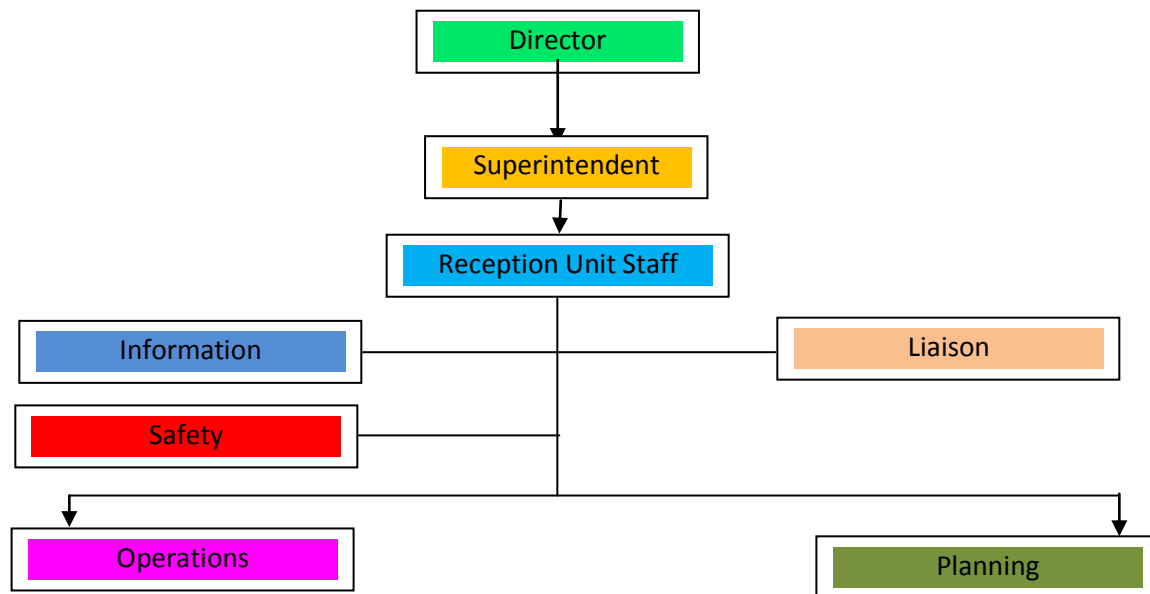 Director
Superintendent
Reception Unit Staff
Information
Liaison
Safety
Operations
Planning